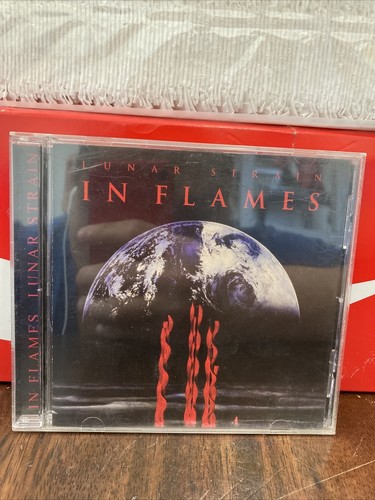 LUNAR STRAIN
IN FLAMES
IN FLAMES LUNAR STRAIN